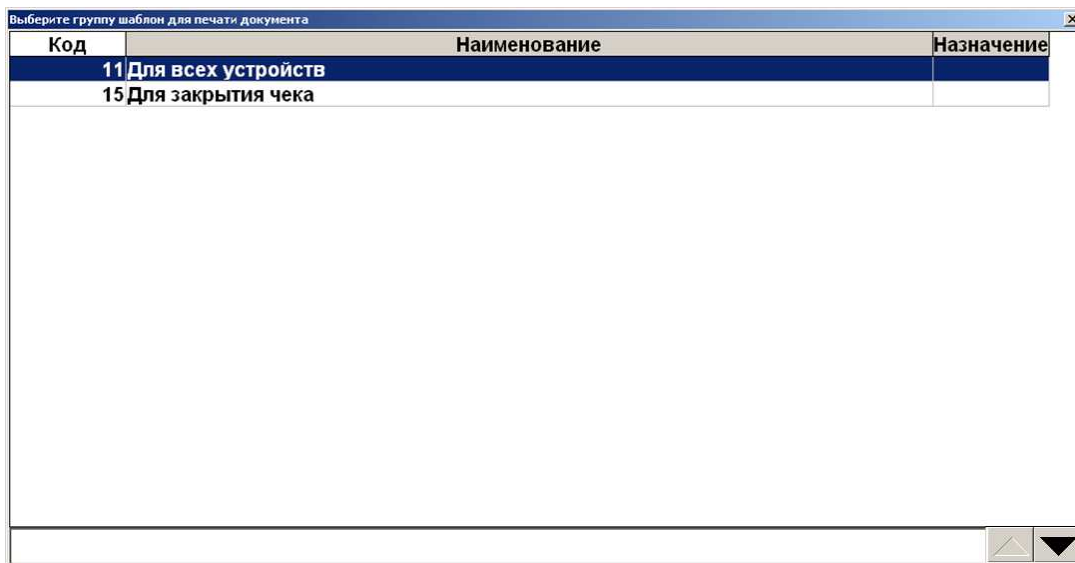 Выберите группу шаблон для печати документа
Код Наименование Назначение
11 Для всех устройств
15 Для закрытия чека